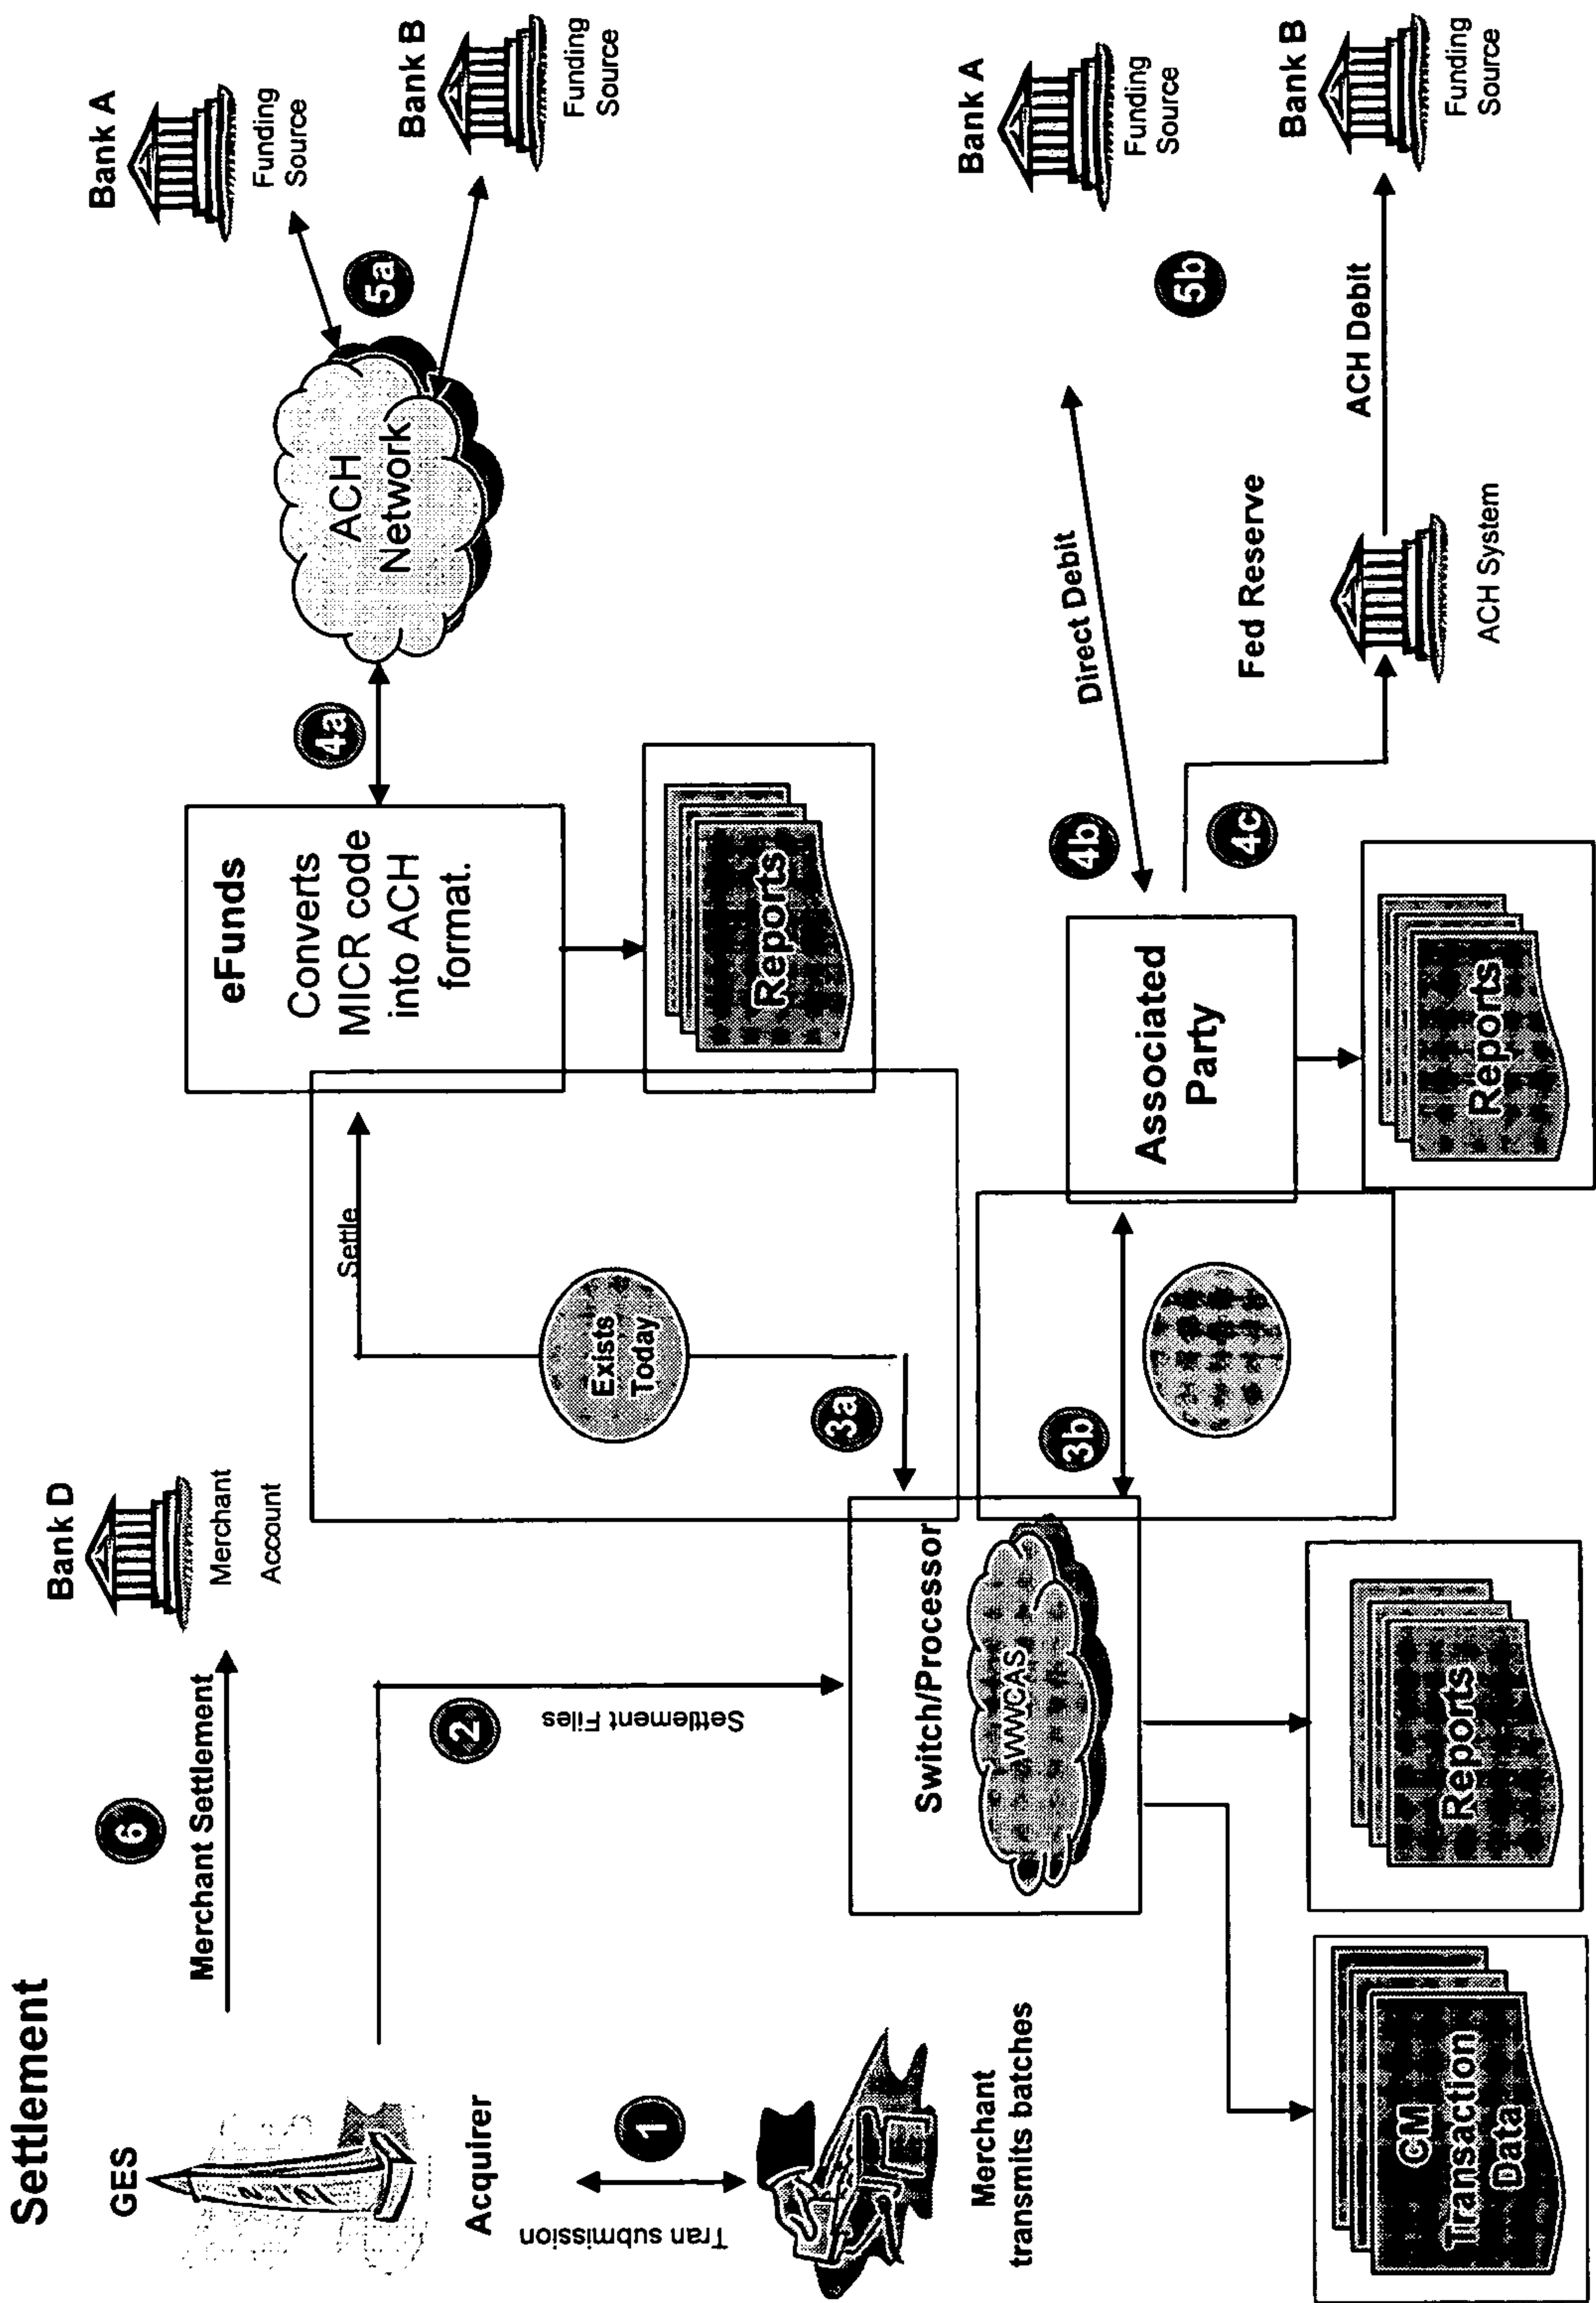 Settlement
GES
Acquirer
6
Merchant Settlement
Bank D
Merchant
Account
1
Tran submission
Merchant
transmits batches
2
Settlement Files
Switch/Processor
WWCAS
CM
Transaction
Data
Reports
3a
Exists
Today
Settle
3b
eFunds
Converts
MICR code
into ACH
format.
Reports
4a
ACH
Network
5a
Bank A
Funding
Source
Bank B
Funding
Source
Associated
Party
Reports
4b
Direct Debit
4c
Fed Reserve
ACH System
ACH Debit
5b
Bank A
Funding
Source
Bank B
Funding
Source